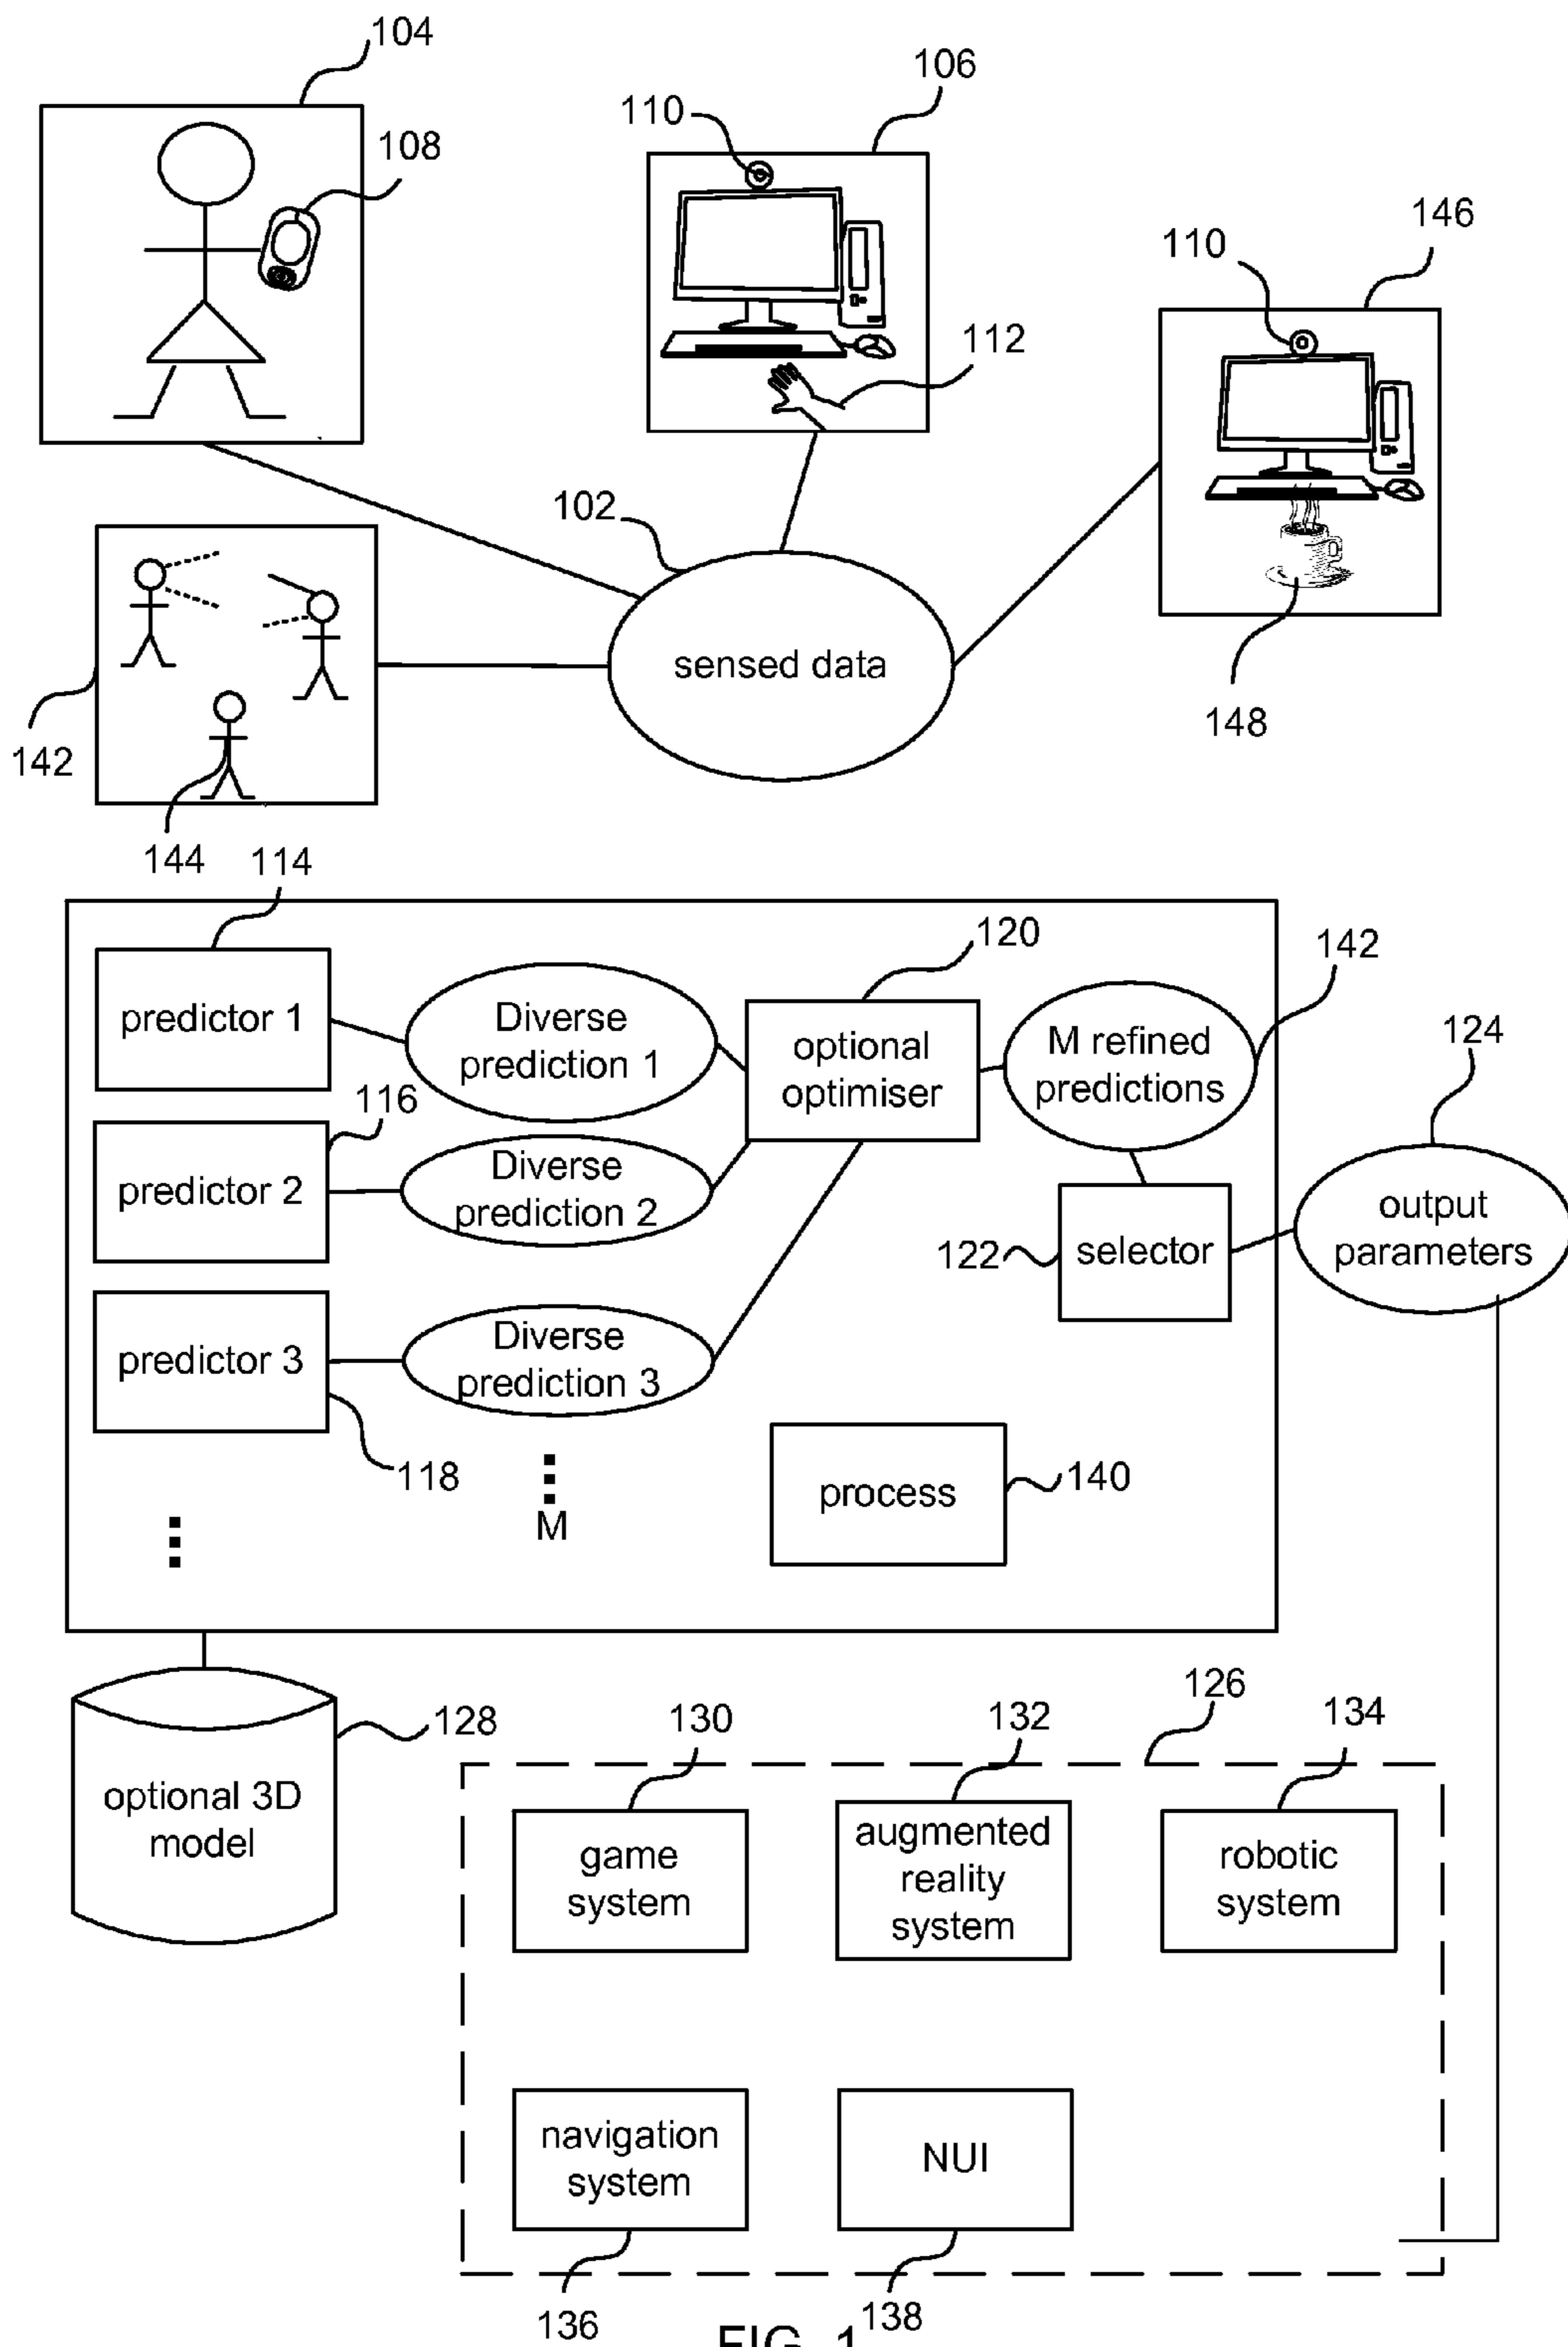 104
106
110
108
146
110
112
102
sensed data
142
148
144
114
120
142
predictor 1
Diverse
prediction 1
optional
optimiser
M refined
predictions
124
116
predictor 2
Diverse
prediction 2
output
parameters
122
selector
predictor 3
Diverse
prediction 3
118
M
process
140
128
optional 3D
model
126
130
132
134
game
system
augmented
reality
system
robotic
system
navigation
system
NUI
136
138
FIG. 1